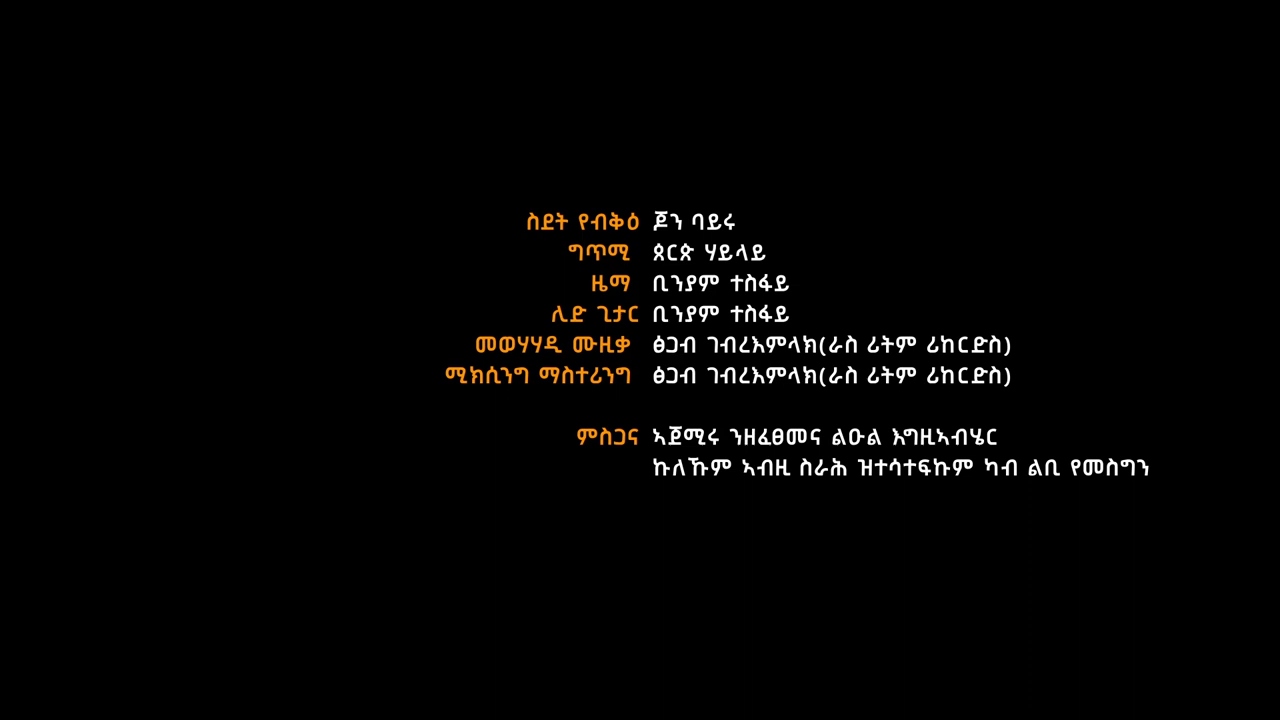 ስደት የብቅዕ ጆን ባይሩ
ግጥሚ ጰርጵ ሃይላይ
ዜማ ቢንያም ተስፋይ
ሊድ ጊታር ቢንያም ተስፋይ
መወሃሃዲ ሙዚቃ ፅጋብ ገብረእምላክ(ራስ ሪትም ሪከርድስ)
ሚክሲንግ ማስተሪንግ ፅጋብ ገብረእምላክ(ራስ ሪትም ሪከርድስ)
ምስጋና ኣጀሚሩ ንዘፈፀመና ልዑል እግዚኣብሄር
ኩለኹም ኣብዚ ስራሕ ዝተሳተፍኩም ካብ ልቢ የመስግን